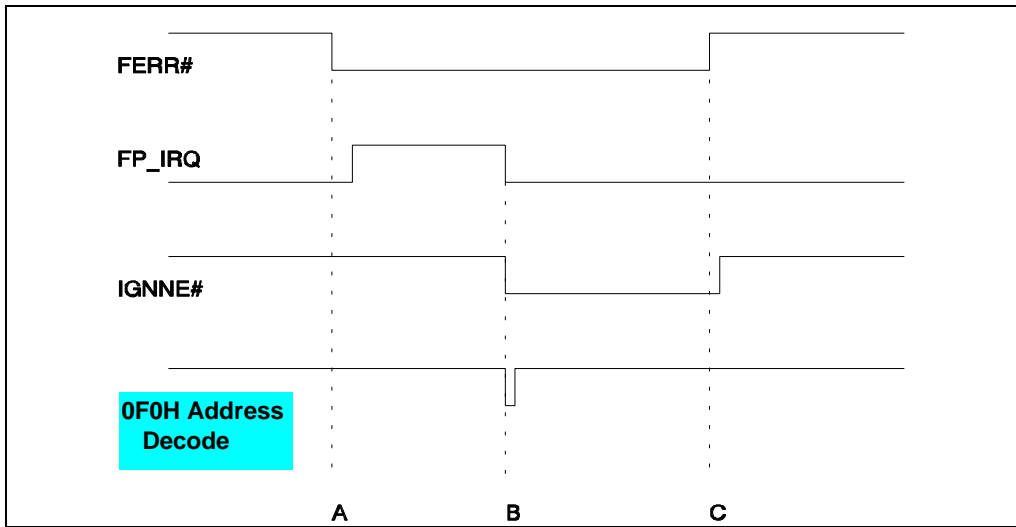 FERR#
FP_IRQ
IGNNE#
0F0H Address
Decode
A B C